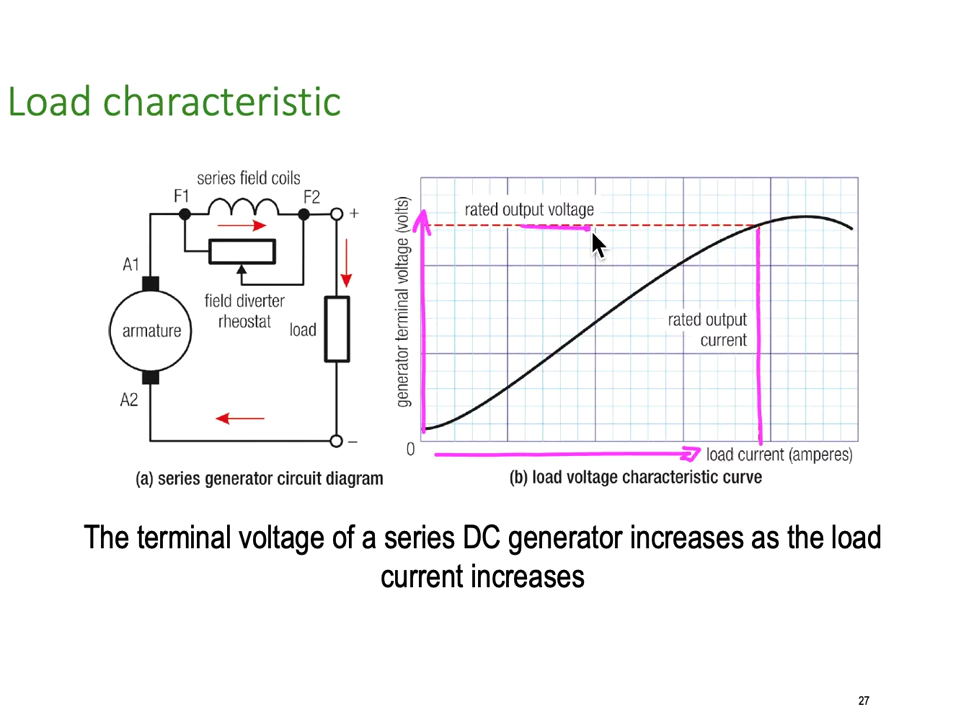 Load characteristic
series field coils
F1
F2
+
A1
field diverter
rheostat
load
armature
A2
−
(a) series generator circuit diagram
generator terminal voltage (volts)
rated output voltage
rated output
current
0
load current (amperes)
(b) load voltage characteristic curve
The terminal voltage of a series DC generator increases as the load
current increases
27